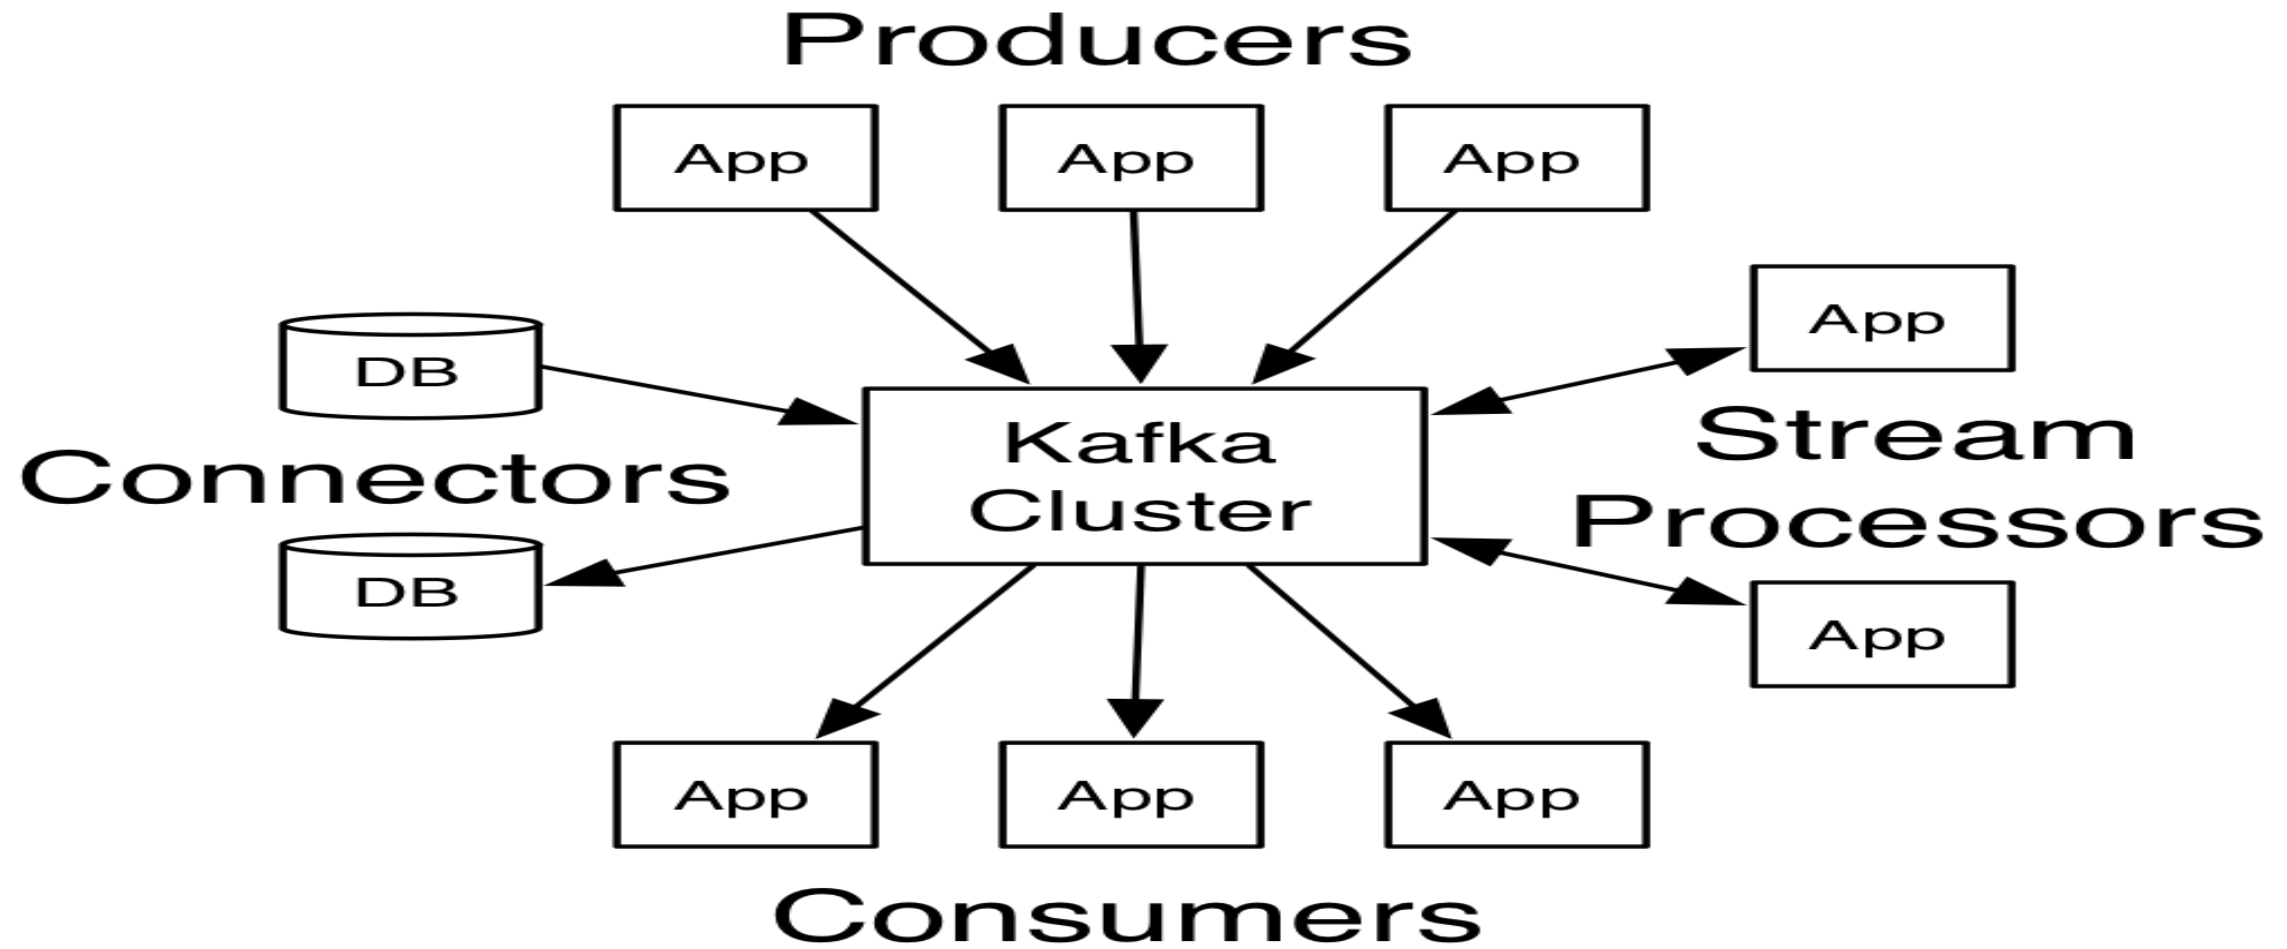 Producers
App
App
App
App
DB
Kafka
Cluster
Stream
Processors
Connectors
DB
App
App
App
App
Consumers